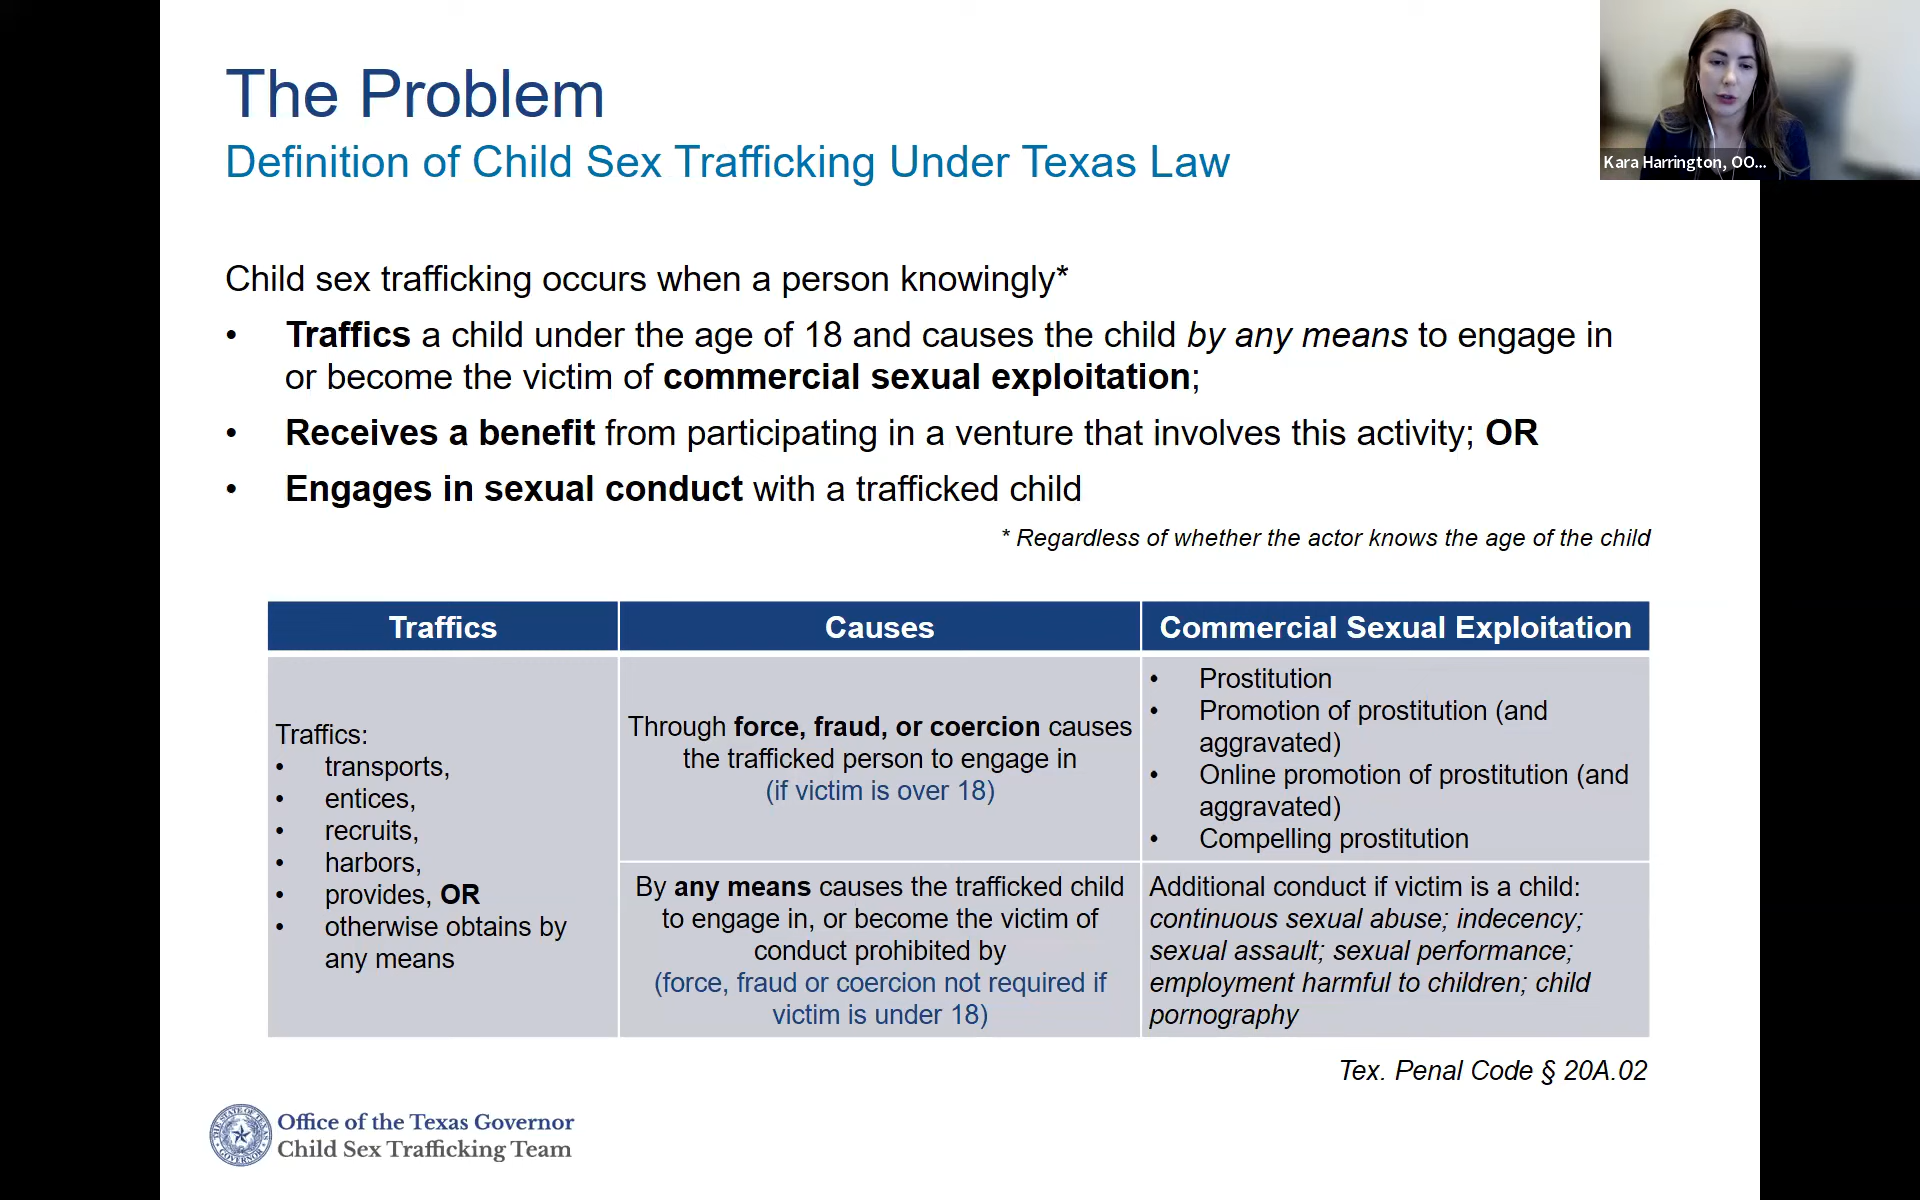 The Problem
Definition of Child Sex Trafficking Under Texas Law
Kara Harrington, OO...
Child sex trafficking occurs when a person knowingly*
• Traffics a child under the age of 18 and causes the child by any means to engage in
or become the victim of commercial sexual exploitation;
• Receives a benefit from participating in a venture that involves this activity; OR
• Engages in sexual conduct with a trafficked child
* Regardless of whether the actor knows the age of the child
Traffics
Causes
Commercial Sexual Exploitation
Traffics:
• transports,
• entices,
• recruits,
• harbors,
• provides, OR
• otherwise obtains by
any means
Through force, fraud, or coercion causes
the trafficked person to engage in
(if victim is over 18)
• Prostitution
• Promotion of prostitution (and
aggravated)
• Online promotion of prostitution (and
aggravated)
• Compelling prostitution
By any means causes the trafficked child
to engage in, or become the victim of
conduct prohibited by
(force, fraud or coercion not required if
victim is under 18)
Additional conduct if victim is a child:
continuous sexual abuse; indecency;
sexual assault; sexual performance;
employment harmful to children; child
pornography
Tex. Penal Code § 20A.02
Office of the Texas Governor
Child Sex Trafficking Team